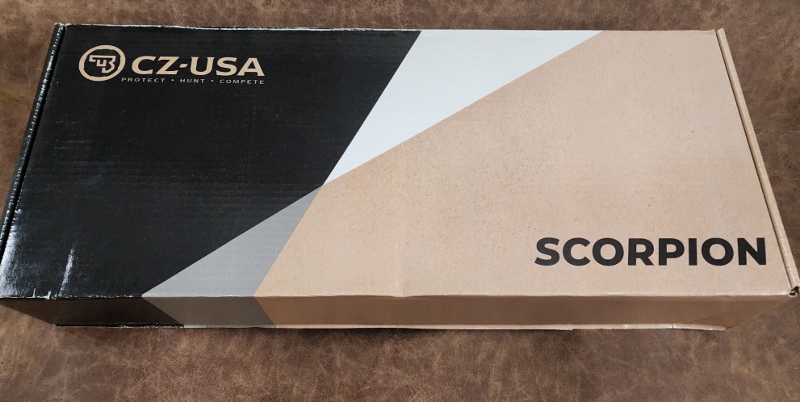 CZ-USA
PROTECT • HUNT • COMPETE
SCORPION